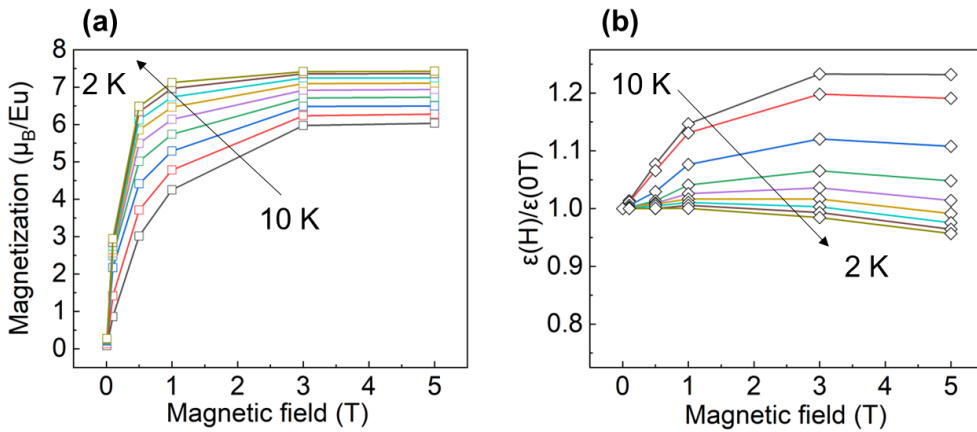 (a)
Magnetization (μB/Eu)
8
7
6
5
4
3
2
1
0
2 K
10 K
0 1 2 3 4 5
Magnetic field (T)
(b)
ε(H)/ε(0T)
1.2
1.1
1.0
0.9
0.8
10 K
2 K
0 1 2 3 4 5
Magnetic field (T)